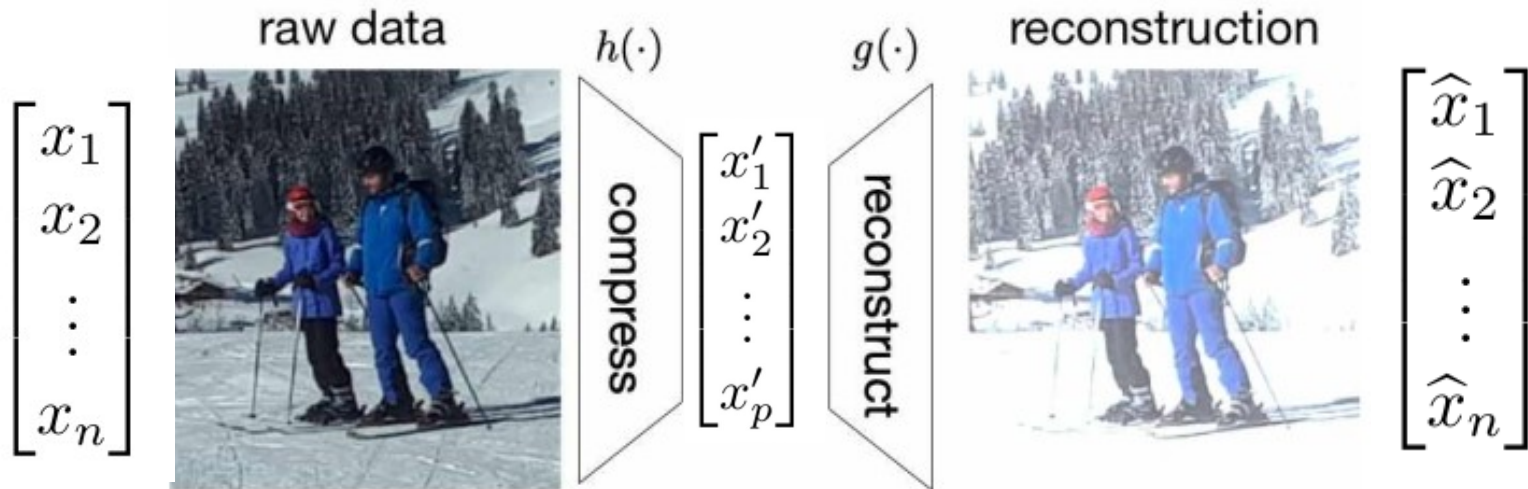 raw data
h(·)
g(·)
reconstruction
x₁
x₂
⋮
xₙ
compress
x′₁
x′₂
⋮
x′ₚ
reconstruct
x̂₁
x̂₂
⋮
x̂ₙ